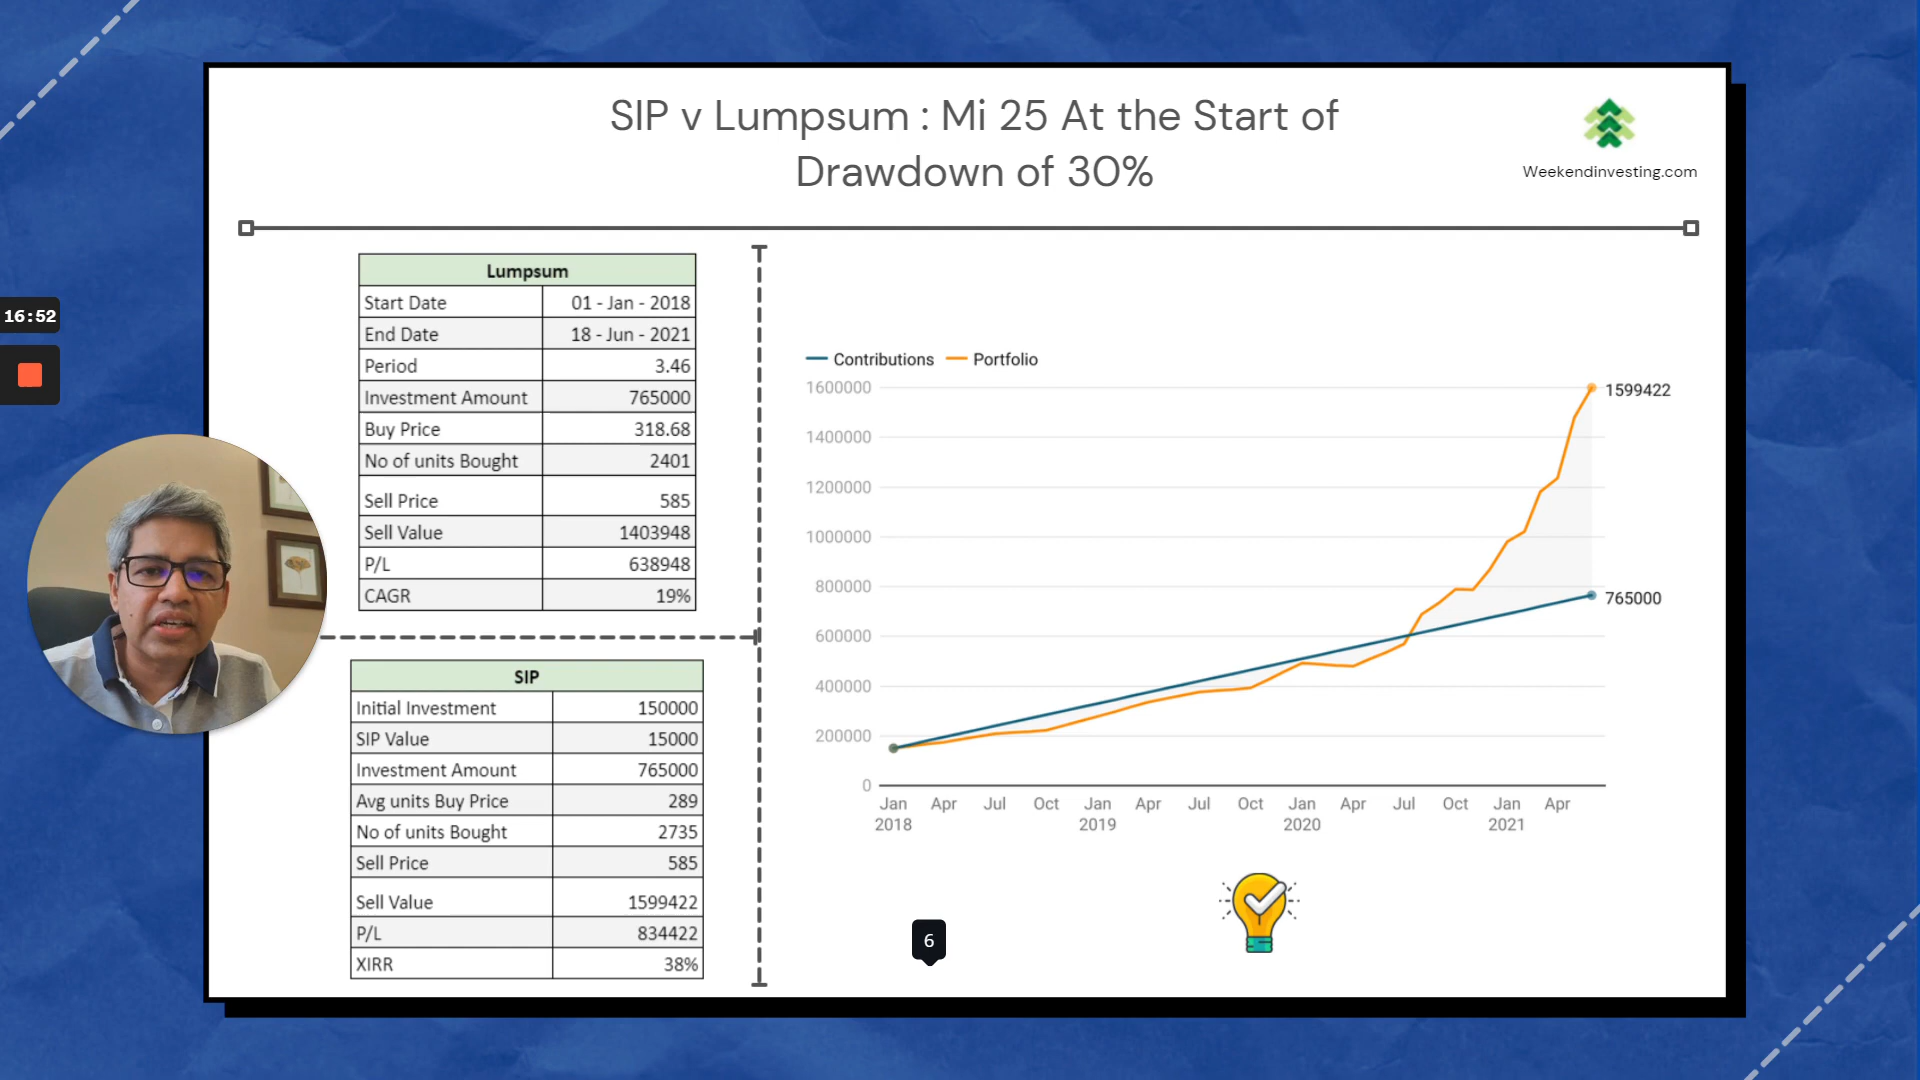 SIP v Lumpsum : Mi 25 At the Start of
Drawdown of 30%
Weekendinvesting.com
16:52
Lumpsum
Start Date 01 - Jan - 2018
End Date 18 - Jun - 2021
Period 3.46
Investment Amount 765000
Buy Price 318.68
No of units Bought 2401
Sell Price 585
Sell Value 1403948
P/L 638948
CAGR 19%
SIP
Initial Investment 150000
SIP Value 15000
Investment Amount 765000
Avg units Buy Price 289
No of units Bought 2735
Sell Price 585
Sell Value 1599422
P/L 834422
XIRR 38%
Contributions Portfolio
1600000
1400000
1200000
1000000
800000
600000
400000
200000
0
1599422
765000
Jan Apr Jul Oct Jan Apr Jul Oct Jan Apr Jul Oct Jan Apr
2018 2019 2020 2021
6